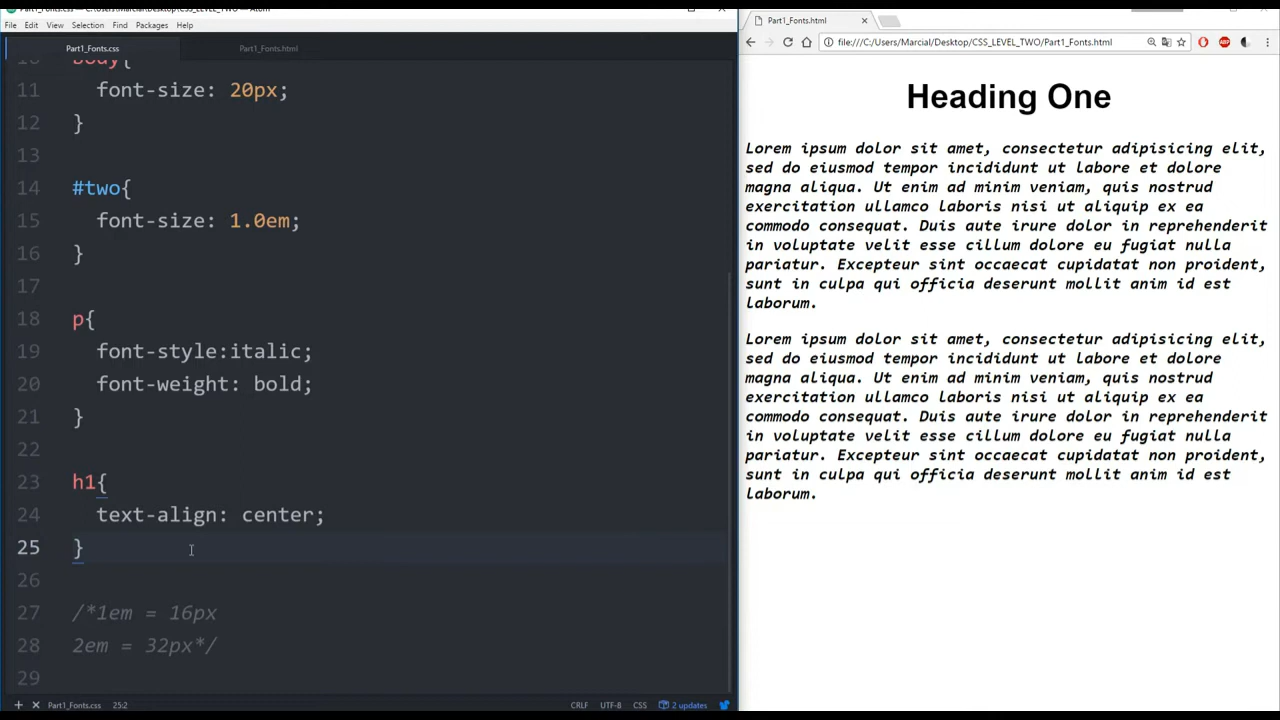 Part1_Fonts.css — C:\Users\Marcial\Desktop\CSS_LEVEL_TWO — Atom
File Edit View Selection Find Packages Help
Part1_Fonts.css Part1_Fonts.html
10 body{
11 font-size: 20px;
12 }
13
14 #two{
15 font-size: 1.0em;
16 }
17
18 p{
19 font-style:italic;
20 font-weight: bold;
21 }
22
23 h1{
24 text-align: center;
25 }
26
27 /*1em = 16px
28 2em = 32px*/
29
Part1_Fonts.css 25:2 CRLF UTF-8 CSS 2 updates
Part1_Fonts.html
file:///C:/Users/Marcial/Desktop/CSS_LEVEL_TWO/Part1_Fonts.html
ABP
Heading One
Lorem ipsum dolor sit amet, consectetur adipisicing elit,
sed do eiusmod tempor incididunt ut labore et dolore
magna aliqua. Ut enim ad minim veniam, quis nostrud
exercitation ullamco laboris nisi ut aliquip ex ea
commodo consequat. Duis aute irure dolor in reprehenderit
in voluptate velit esse cillum dolore eu fugiat nulla
pariatur. Excepteur sint occaecat cupidatat non proident,
sunt in culpa qui officia deserunt mollit anim id est
laborum.
Lorem ipsum dolor sit amet, consectetur adipisicing elit,
sed do eiusmod tempor incididunt ut labore et dolore
magna aliqua. Ut enim ad minim veniam, quis nostrud
exercitation ullamco laboris nisi ut aliquip ex ea
commodo consequat. Duis aute irure dolor in reprehenderit
in voluptate velit esse cillum dolore eu fugiat nulla
pariatur. Excepteur sint occaecat cupidatat non proident,
sunt in culpa qui officia deserunt mollit anim id est
laborum.